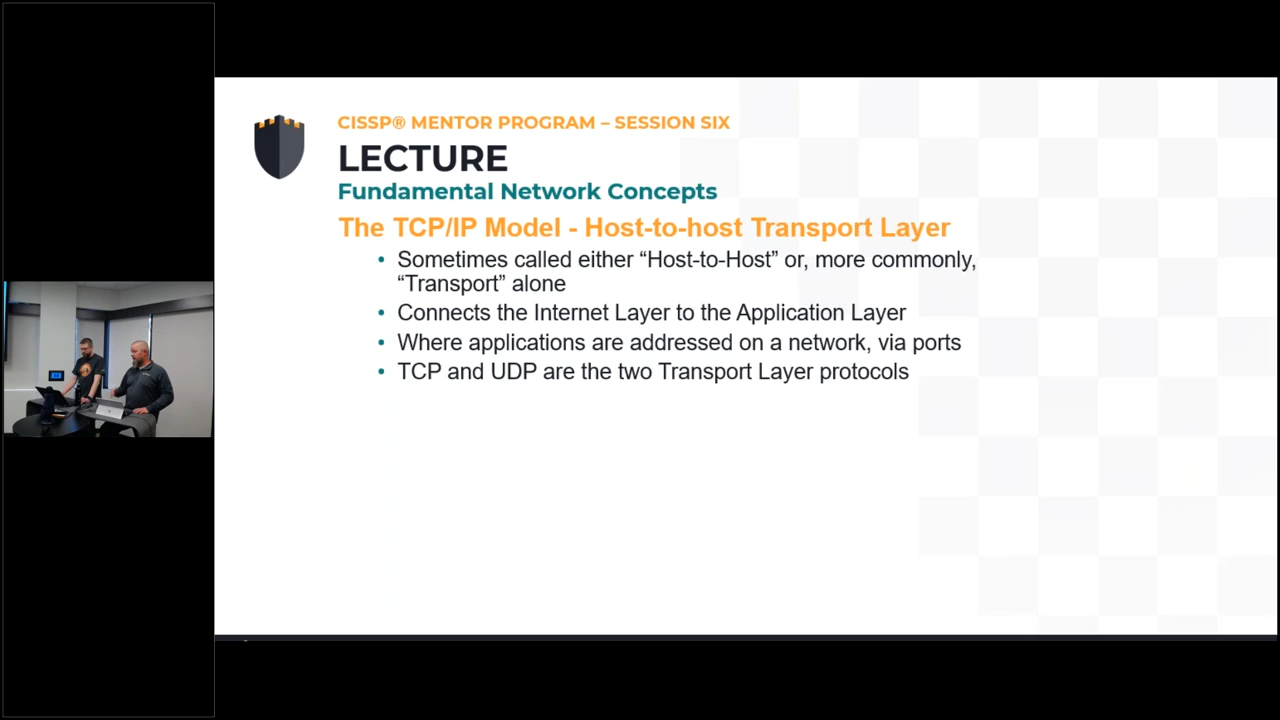 CISSP® MENTOR PROGRAM – SESSION SIX
LECTURE
Fundamental Network Concepts
The TCP/IP Model - Host-to-host Transport Layer
• Sometimes called either “Host-to-Host” or, more commonly,
“Transport” alone
• Connects the Internet Layer to the Application Layer
• Where applications are addressed on a network, via ports
• TCP and UDP are the two Transport Layer protocols